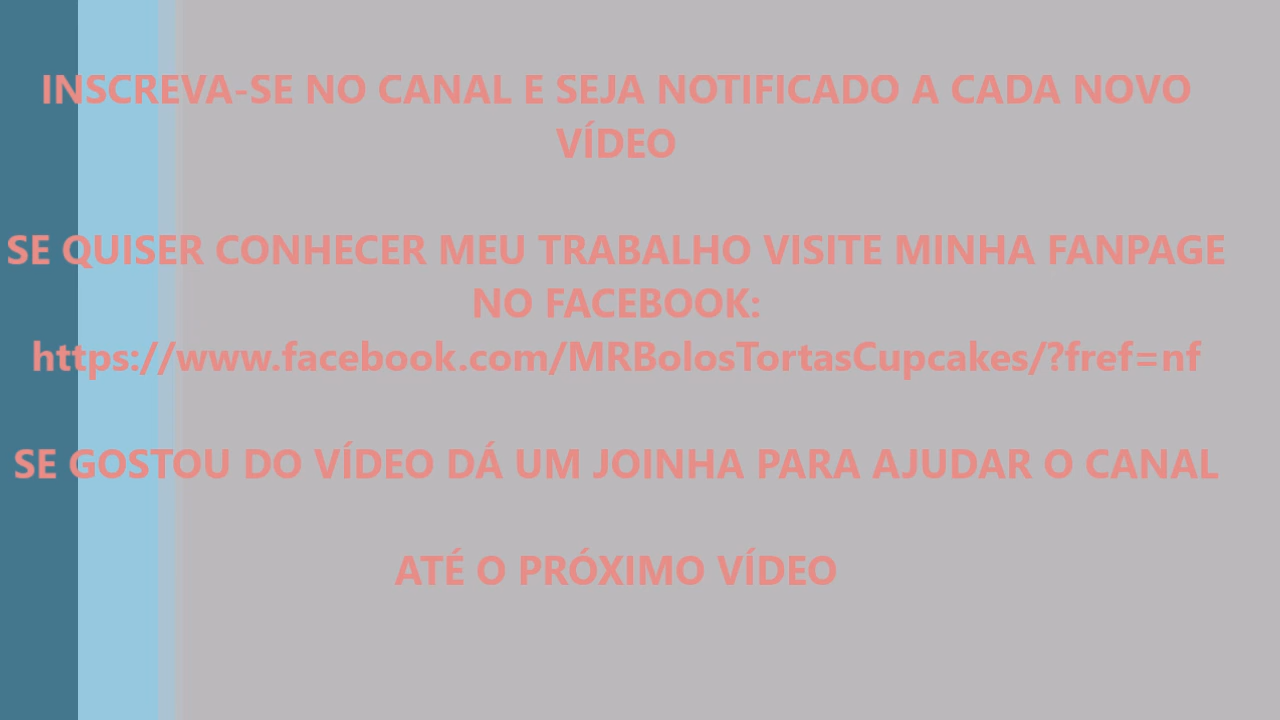 INSCREVA-SE NO CANAL E SEJA NOTIFICADO A CADA NOVO
VÍDEO
SE QUISER CONHECER MEU TRABALHO VISITE MINHA FANPAGE
NO FACEBOOK:
https://www.facebook.com/MRBolosTortasCupcakes/?fref=nf
SE GOSTOU DO VÍDEO DÁ UM JOINHA PARA AJUDAR O CANAL
ATÉ O PRÓXIMO VÍDEO